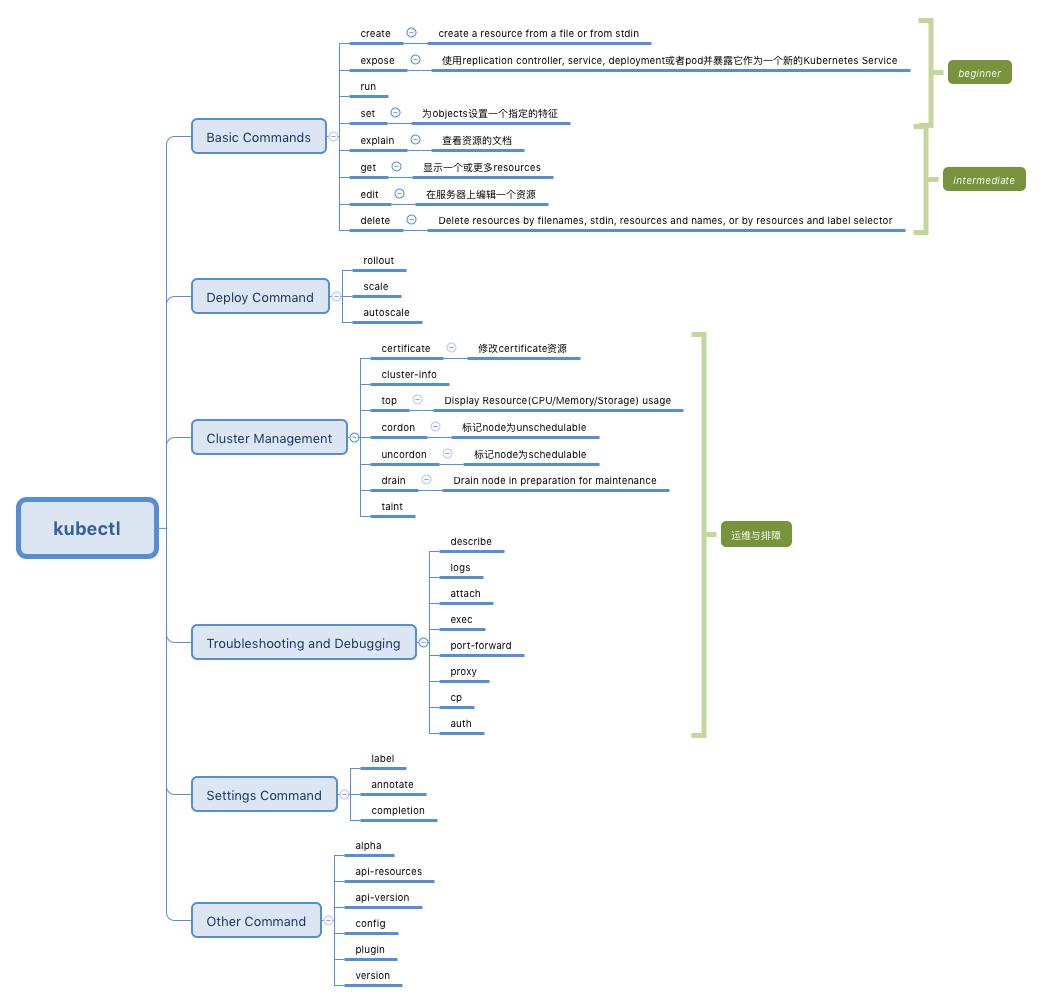 kubectl
Basic Commands
create
create a resource from a file or from stdin
expose
使用replication controller, service, deployment或者pod并暴露它作为一个新的Kubernetes Service
run
set
为objects设置一个指定的特征
explain
查看资源的文档
get
显示一个或更多resources
edit
在服务器上编辑一个资源
delete
Delete resources by filenames, stdin, resources and names, or by resources and label selector
beginner
intermediate
Deploy Command
rollout
scale
autoscale
Cluster Management
certificate
修改certificate资源
cluster-info
top
Display Resource(CPU/Memory/Storage) usage
cordon
标记node为unschedulable
uncordon
标记node为schedulable
drain
Drain node in preparation for maintenance
taint
Troubleshooting and Debugging
describe
logs
attach
exec
port-forward
proxy
cp
auth
运维与排障
Settings Command
label
annotate
completion
Other Command
alpha
api-resources
api-version
config
plugin
version